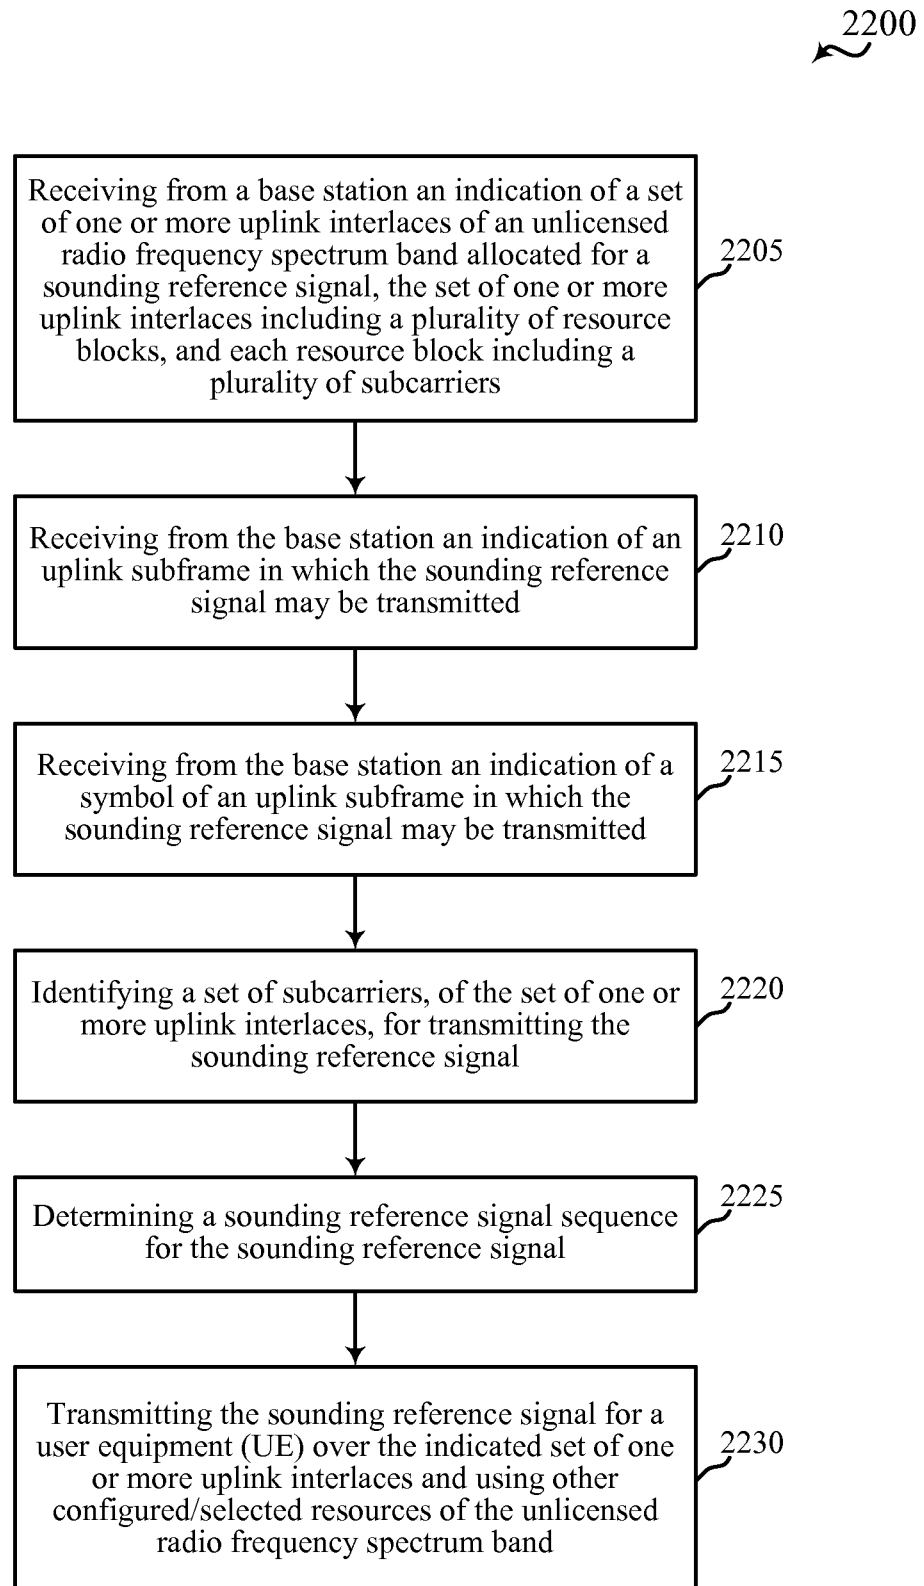 2200
Receiving from a base station an indication of a set
of one or more uplink interlaces of an unlicensed
radio frequency spectrum band allocated for a
sounding reference signal, the set of one or more
uplink interlaces including a plurality of resource
blocks, and each resource block including a
plurality of subcarriers
2205
Receiving from the base station an indication of an
uplink subframe in which the sounding reference
signal may be transmitted
2210
Receiving from the base station an indication of a
symbol of an uplink subframe in which the
sounding reference signal may be transmitted
2215
Identifying a set of subcarriers, of the set of one or
more uplink interlaces, for transmitting the
sounding reference signal
2220
Determining a sounding reference signal sequence
for the sounding reference signal
2225
Transmitting the sounding reference signal for a
user equipment (UE) over the indicated set of one
or more uplink interlaces and using other
configured/selected resources of the unlicensed
radio frequency spectrum band
2230